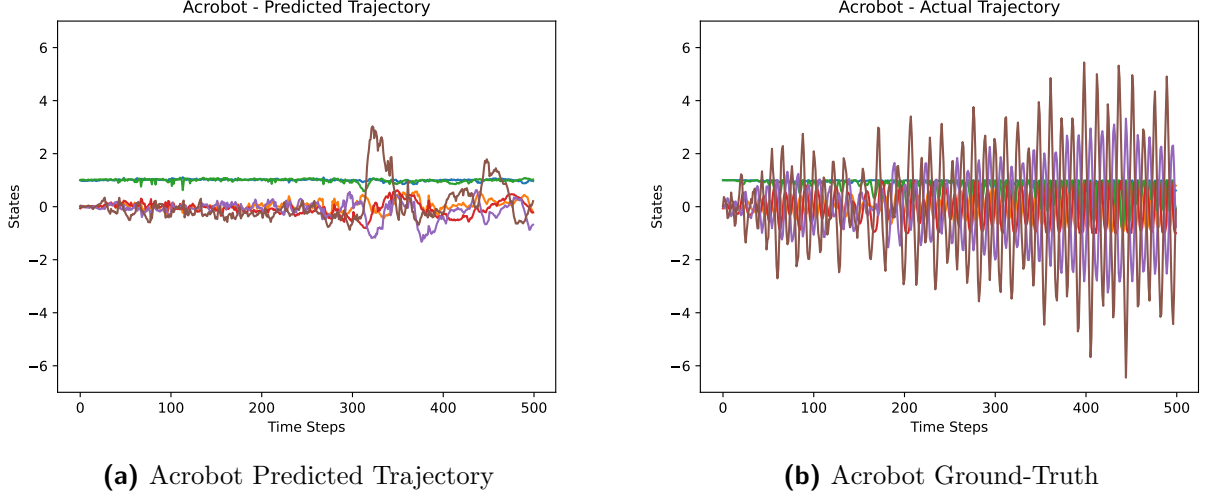 Acrobot - Predicted Trajectory
6
4
2
0
−2
−4
−6
States
0 100 200 300 400 500
Time Steps
(a) Acrobot Predicted Trajectory
Acrobot - Actual Trajectory
6
4
2
0
−2
−4
−6
States
0 100 200 300 400 500
Time Steps
(b) Acrobot Ground-Truth